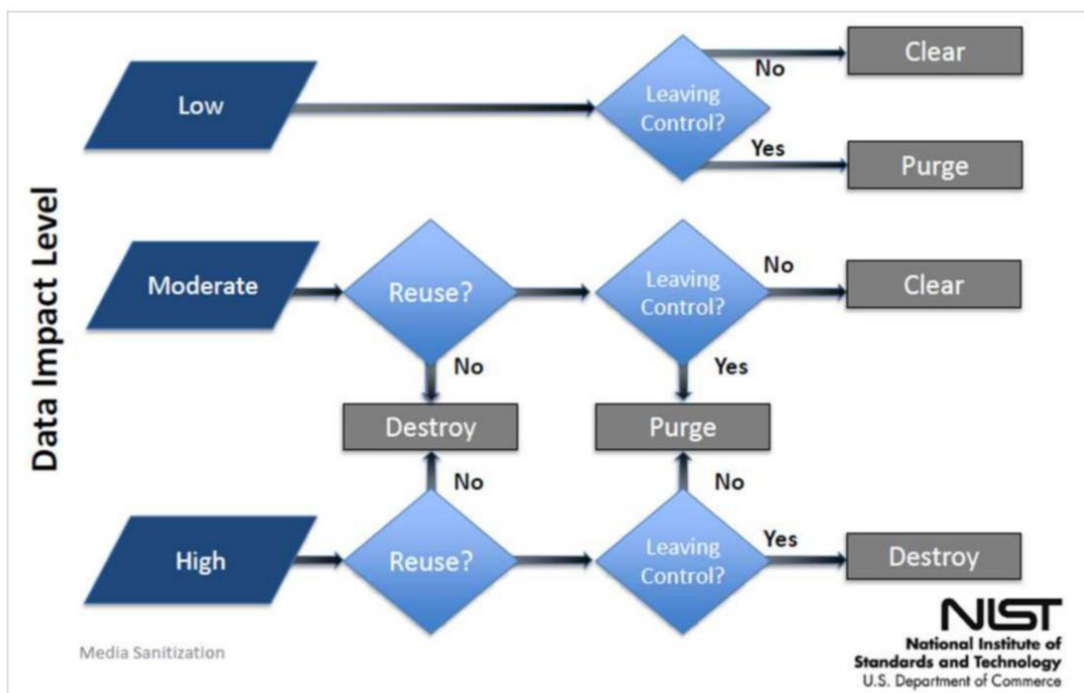 Data Impact Level
Low
Leaving
Control?
No
Clear
Yes
Purge
Moderate
Reuse?
Leaving
Control?
No
Clear
No
Yes
Destroy
Purge
No
No
High
Reuse?
Leaving
Control?
Yes
Destroy
Media Sanitization
NIST
National Institute of
Standards and Technology
U.S. Department of Commerce